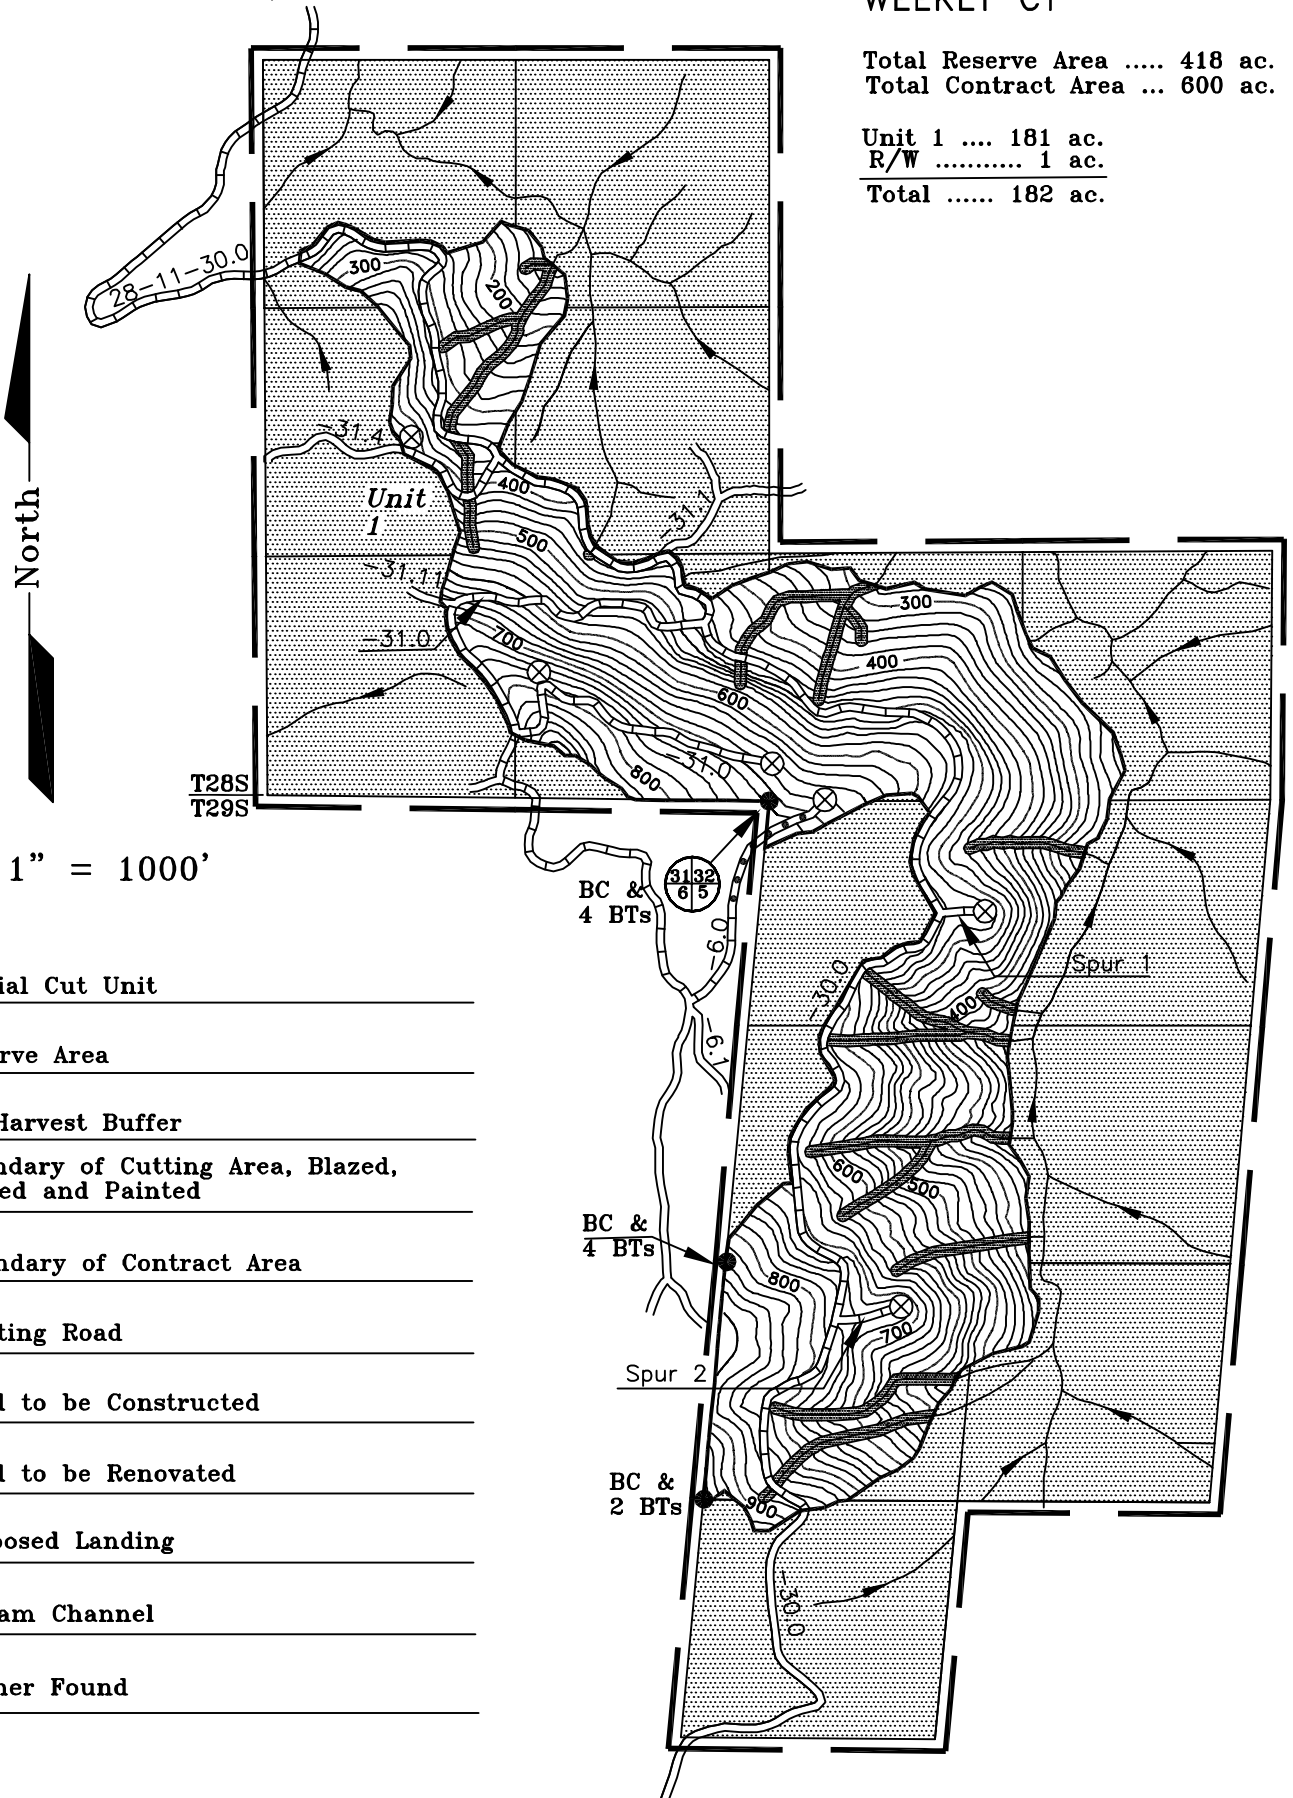 WEEKLY CT
Total Reserve Area ..... 418 ac.
Total Contract Area ... 600 ac.
Unit 1 .... 181 ac.
R/W ........... 1 ac.
Total ...... 182 ac.
28-11-30.0
300
200
-31.4
Unit
1
400
-31.1
500
North
-31.11
-31.0
700
300
400
600
-31.0
800
T28S
T29S
1" = 1000'
BC &
4 BTs
31 32
6 5
-6.0
-30.0
Spur 1
400
-6.1
ial Cut Unit
rve Area
Harvest Buffer
ndary of Cutting Area, Blazed,
ed and Painted
600
500
BC &
4 BTs
ndary of Contract Area
800
ting Road
700
Spur 2
d to be Constructed
d to be Renovated
BC &
2 BTs
900
posed Landing
-30.0
am Channel
ner Found